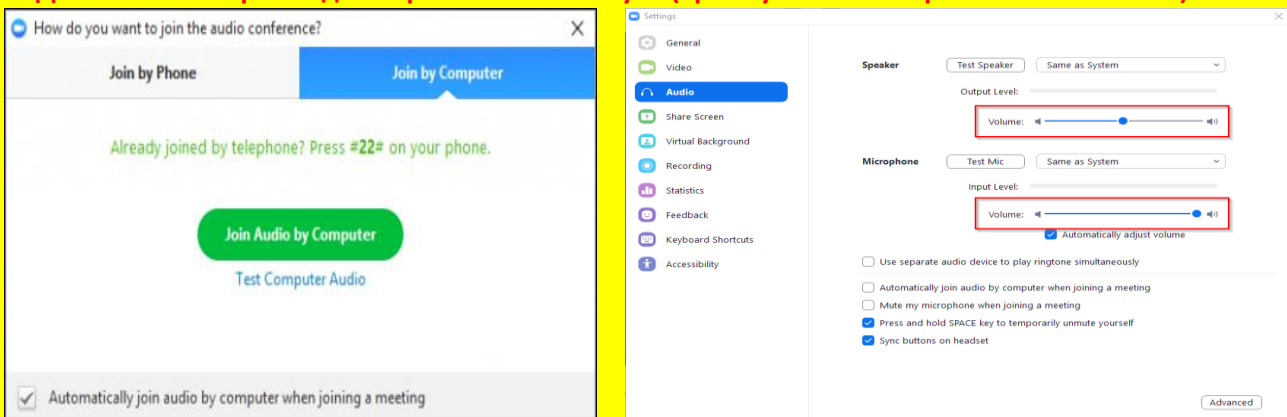 How do you want to join the audio conference?
Join by Phone
Join by Computer
Already joined by telephone? Press #22# on your phone.
Join Audio by Computer
Test Computer Audio
Automatically join audio by computer when joining a meeting
Settings
General
Video
Audio
Share Screen
Virtual Background
Recording
Statistics
Feedback
Keyboard Shortcuts
Accessibility
Speaker
Test Speaker
Same as System
Output Level:
Volume:
Microphone
Test Mic
Same as System
Input Level:
Volume:
Automatically adjust volume
Use separate audio device to play ringtone simultaneously
Automatically join audio by computer when joining a meeting
Mute my microphone when joining a meeting
Press and hold SPACE key to temporarily unmute yourself
Sync buttons on headset
Advanced